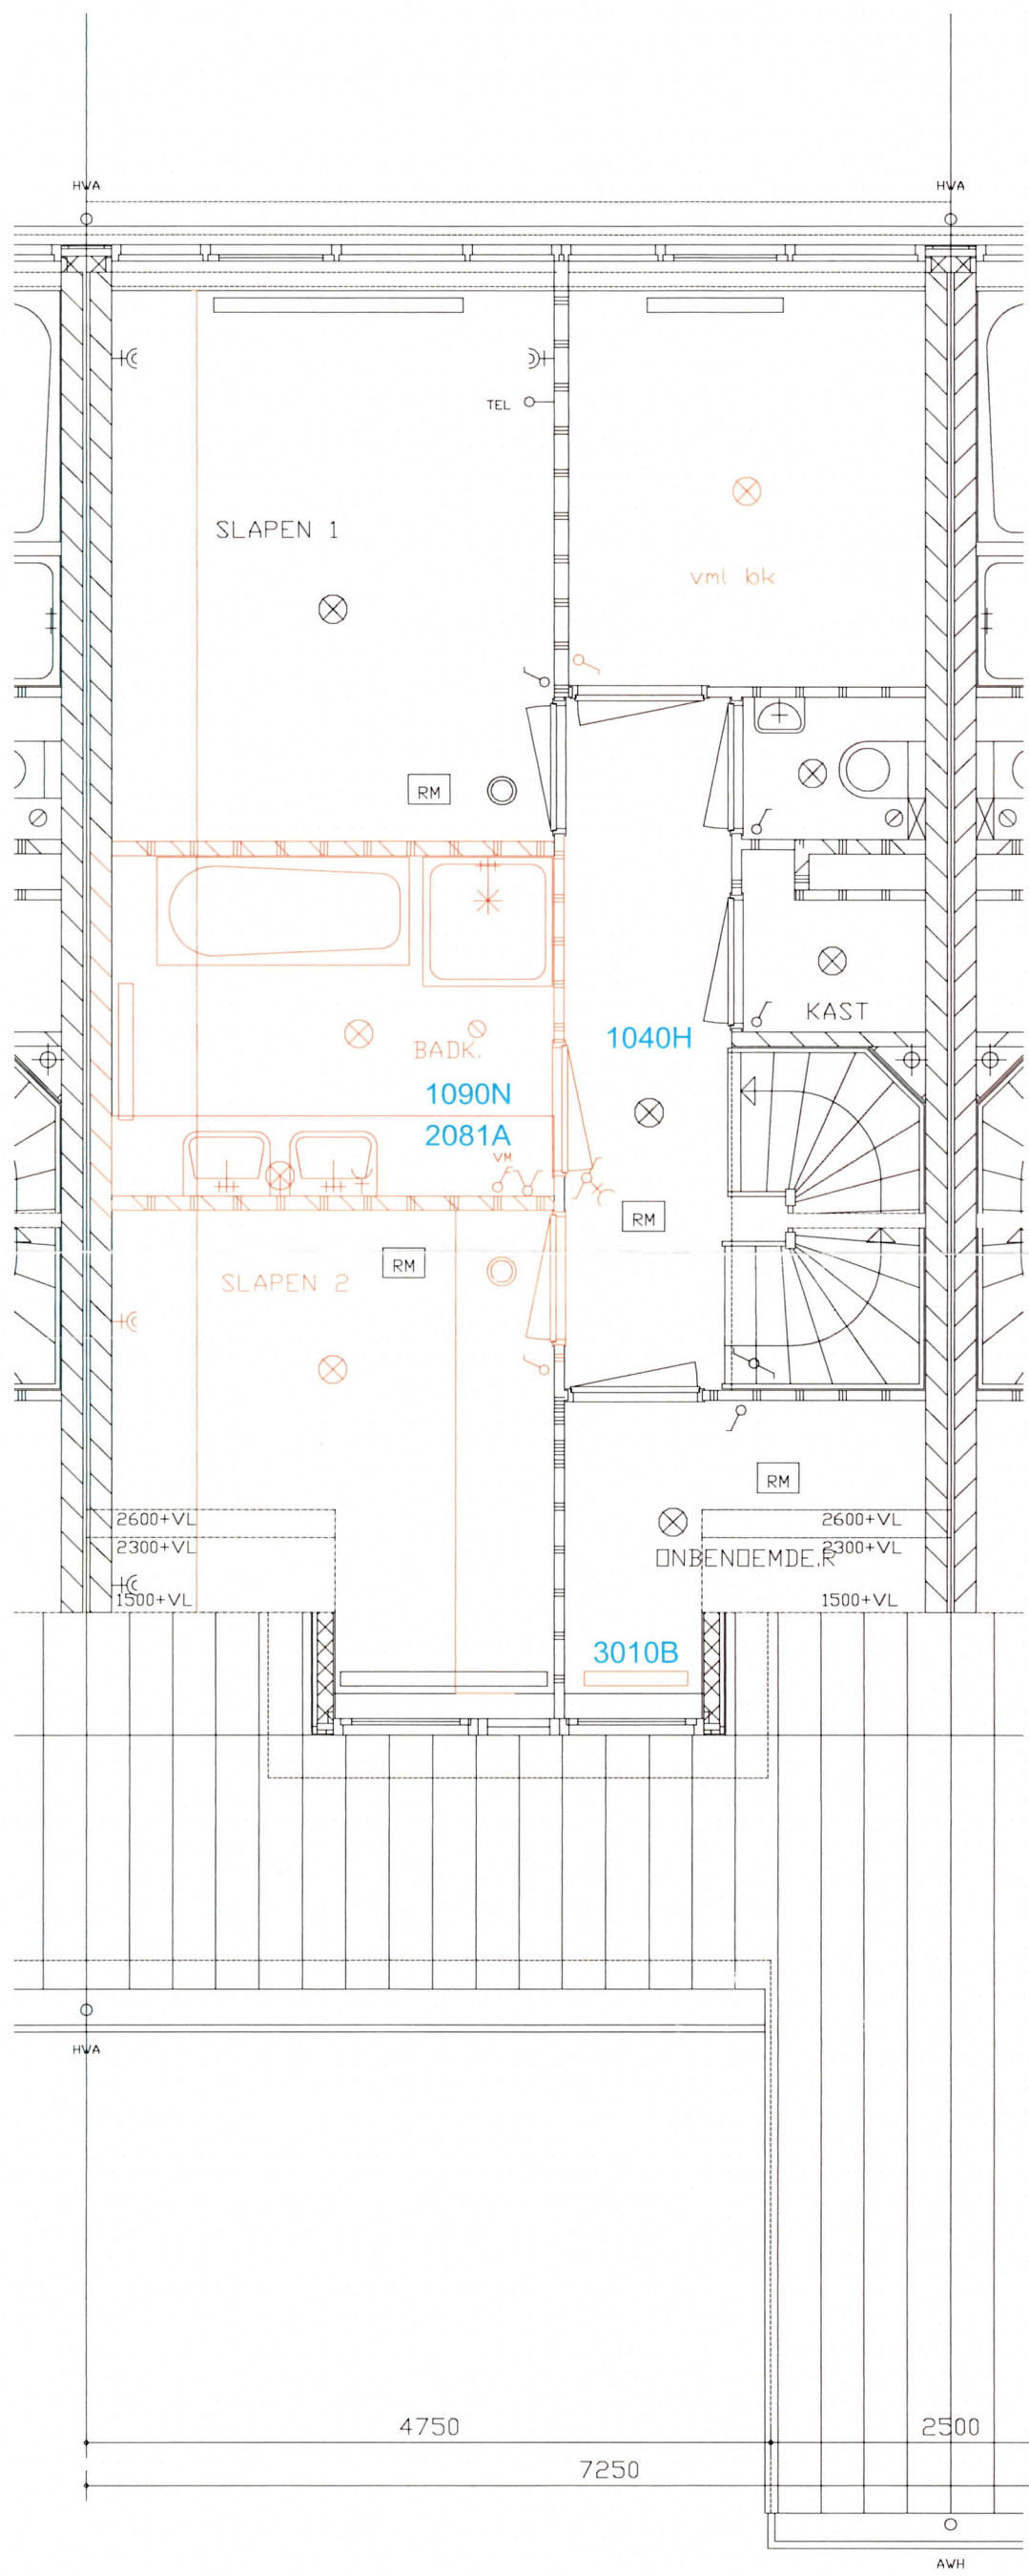 HWA
HWA
TEL
SLAPEN 1
vml bk
RM
KAST
1040H
BADK.
1090N
2081A
VM
RM
RM
SLAPEN 2
RM
2600+VL
2600+VL
2300+VL
2300+VL
ONBENOEMDE.R
1500+VL
1500+VL
3010B
HWA
4750
2500
7250
AWH